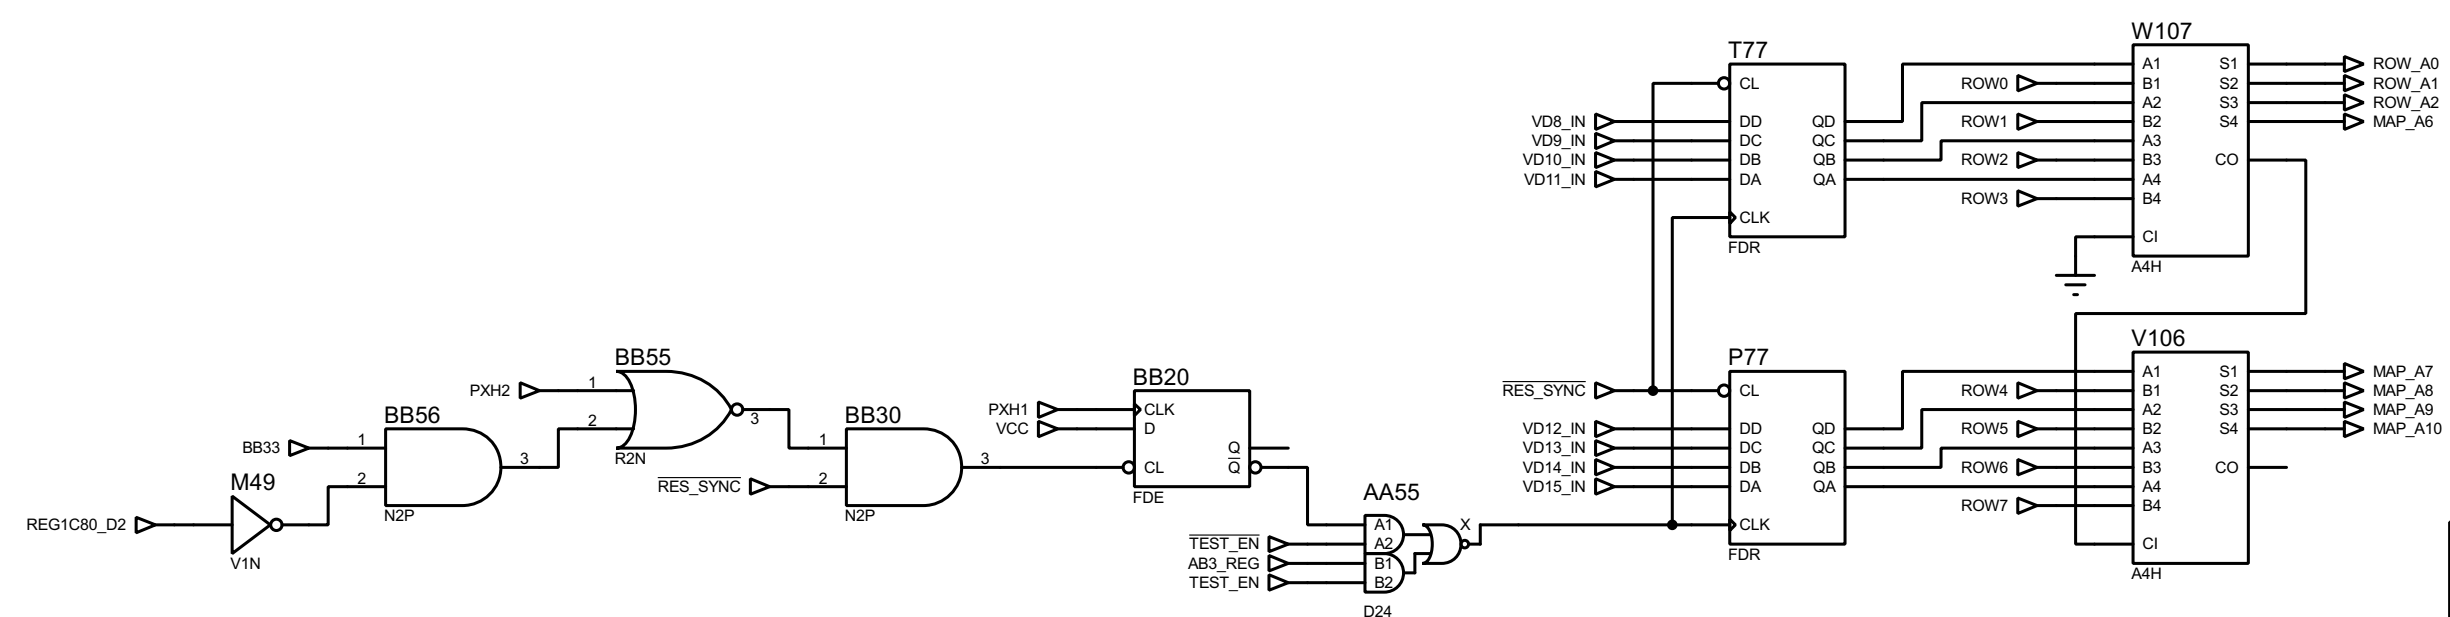 W107
T77
A1
S1
ROW_A0
CL
ROW0
B1
S2
ROW_A1
A2
S3
ROW_A2
VD8_IN
DD
QD
ROW1
B2
S4
MAP_A6
VD9_IN
DC
QC
A3
VD10_IN
DB
QB
ROW2
B3
CO
VD11_IN
DA
QA
A4
ROW3
B4
CLK
CI
FDR
A4H
V106
BB55
P77
A1
S1
MAP_A7
BB20
PXH2
1
RES_SYNC
CL
ROW4
B1
S2
MAP_A8
BB56
3
BB30
PXH1
CLK
A2
S3
MAP_A9
2
VCC
D
VD12_IN
DD
QD
ROW5
B2
S4
MAP_A10
BB33
1
1
Q
VD13_IN
DC
QC
A3
R2N
3
3
CL
Q
VD14_IN
DB
QB
ROW6
B3
CO
M49
2
RES_SYNC
2
FDE
AA55
VD15_IN
DA
QA
A4
N2P
N2P
ROW7
B4
REG1C80_D2
A1
X
CLK
TEST_EN
A2
CI
V1N
AB3_REG
B1
FDR
TEST_EN
B2
A4H
D24